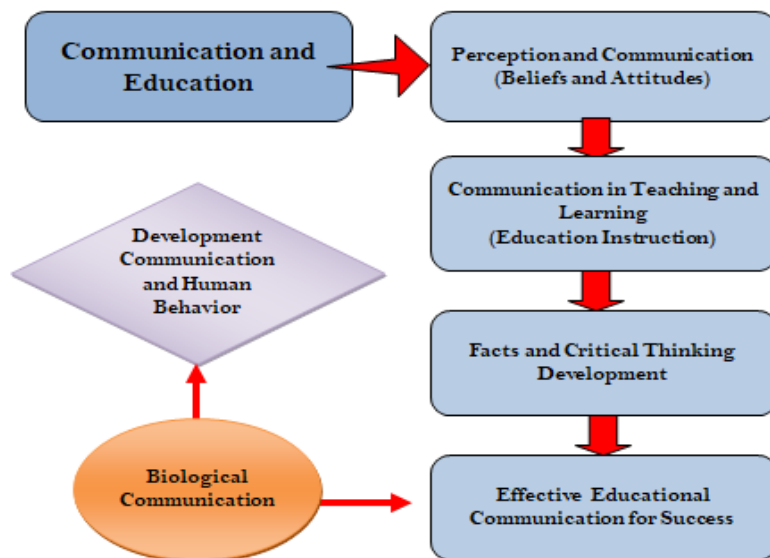 Communication and
Education
Perception and Communication
(Beliefs and Attitudes)
Communication in Teaching and
Learning
(Education Instruction)
Development
Communication
and Human
Behavior
Facts and Critical Thinking
Development
Biological
Communication
Effective Educational
Communication for Success